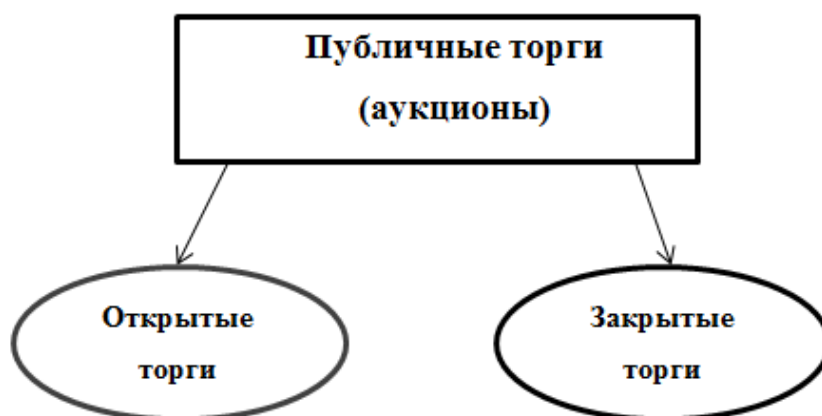 Публичные торги
(аукционы)
Открытые
торги
Закрытые
торги